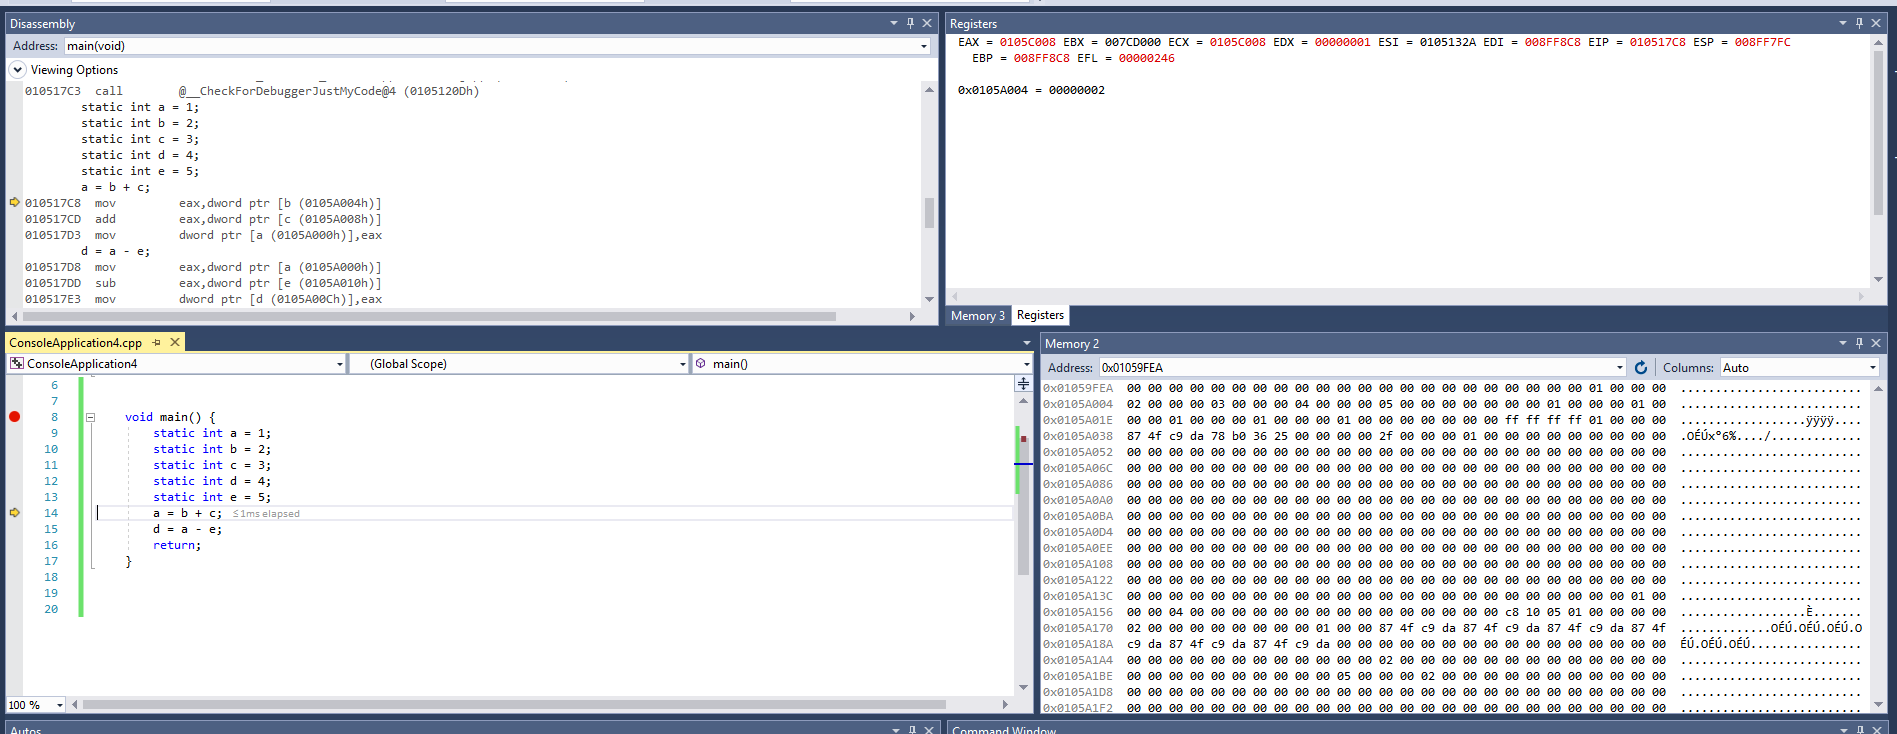 Disassembly
Address: main(void)
Viewing Options
010517C3 call @__CheckForDebuggerJustMyCode@4 (0105120Dh)
static int a = 1;
static int b = 2;
static int c = 3;
static int d = 4;
static int e = 5;
a = b + c;
010517C8 mov eax,dword ptr [b (0105A004h)]
010517CD add eax,dword ptr [c (0105A008h)]
010517D3 mov dword ptr [a (0105A000h)],eax
d = a - e;
010517D8 mov eax,dword ptr [a (0105A000h)]
010517DD sub eax,dword ptr [e (0105A010h)]
010517E3 mov dword ptr [d (0105A00Ch)],eax
Registers
EAX = 0105C008 EBX = 007CD000 ECX = 0105C008 EDX = 00000001 ESI = 0105132A EDI = 008FF8C8 EIP = 010517C8 ESP = 008FF7FC
EBP = 008FF8C8 EFL = 00000246
0x0105A004 = 00000002
Memory 3 Registers
ConsoleApplication4.cpp
ConsoleApplication4 (Global Scope) main()
6
7
8 void main() {
9 static int a = 1;
10 static int b = 2;
11 static int c = 3;
12 static int d = 4;
13 static int e = 5;
14 a = b + c; ≤1ms elapsed
15 d = a - e;
16 return;
17 }
18
19
20
100 %
Memory 2
Address: 0x01059FEA Columns: Auto
0x01059FEA 00 00 00 00 00 00 00 00 00 00 00 00 00 00 00 00 00 00 00 00 00 00 01 00 00 00 ..........................
0x0105A004 02 00 00 00 03 00 00 00 04 00 00 00 05 00 00 00 00 00 00 00 01 00 00 00 01 00 ..........................
0x0105A01E 00 00 01 00 00 00 01 00 00 00 01 00 00 00 00 00 00 00 ff ff ff ff 01 00 00 00 ..................ÿÿÿÿ....
0x0105A038 87 4f c9 da 78 b0 36 25 00 00 00 00 2f 00 00 00 01 00 00 00 00 00 00 00 00 00 .OÉÚx°6%..../.............
0x0105A052 00 00 00 00 00 00 00 00 00 00 00 00 00 00 00 00 00 00 00 00 00 00 00 00 00 00 ..........................
0x0105A06C 00 00 00 00 00 00 00 00 00 00 00 00 00 00 00 00 00 00 00 00 00 00 00 00 00 00 ..........................
0x0105A086 00 00 00 00 00 00 00 00 00 00 00 00 00 00 00 00 00 00 00 00 00 00 00 00 00 00 ..........................
0x0105A0A0 00 00 00 00 00 00 00 00 00 00 00 00 00 00 00 00 00 00 00 00 00 00 00 00 00 00 ..........................
0x0105A0BA 00 00 00 00 00 00 00 00 00 00 00 00 00 00 00 00 00 00 00 00 00 00 00 00 00 00 ..........................
0x0105A0D4 00 00 00 00 00 00 00 00 00 00 00 00 00 00 00 00 00 00 00 00 00 00 00 00 00 00 ..........................
0x0105A0EE 00 00 00 00 00 00 00 00 00 00 00 00 00 00 00 00 00 00 00 00 00 00 00 00 00 00 ..........................
0x0105A108 00 00 00 00 00 00 00 00 00 00 00 00 00 00 00 00 00 00 00 00 00 00 00 00 00 00 ..........................
0x0105A122 00 00 00 00 00 00 00 00 00 00 00 00 00 00 00 00 00 00 00 00 00 00 00 00 00 00 ..........................
0x0105A13C 00 00 00 00 00 00 00 00 00 00 00 00 00 00 00 00 00 00 00 00 00 00 00 00 01 00 ..........................
0x0105A156 00 00 04 00 00 00 00 00 00 00 00 00 00 00 00 00 00 00 c8 10 05 01 00 00 00 00 ..................È.......
0x0105A170 02 00 00 00 00 00 00 00 00 01 00 00 87 4f c9 da 87 4f c9 da 87 4f c9 da 87 4f .............OÉÚ.OÉÚ.OÉÚ.O
0x0105A18A c9 da 87 4f c9 da 87 4f c9 da 00 00 00 00 00 00 00 00 00 00 00 00 00 00 00 00 ÉÚ.OÉÚ.OÉÚ................
0x0105A1A4 00 00 00 00 00 00 00 00 00 00 00 00 02 00 00 00 00 00 00 00 00 00 00 00 00 00 ..........................
0x0105A1BE 00 00 00 00 00 00 00 00 00 00 05 00 00 00 02 00 00 00 00 00 00 00 00 00 00 00 ..........................
0x0105A1D8 00 00 00 00 00 00 00 00 00 00 00 00 00 00 00 00 00 00 00 00 00 00 00 00 00 00 ..........................
0x0105A1F2 00 00 00 00 00 00 00 00 00 00 00 00 00 00 00 00 00 00 00 00 00 00 00 00 00 00 ..........................
Autos
Command Window